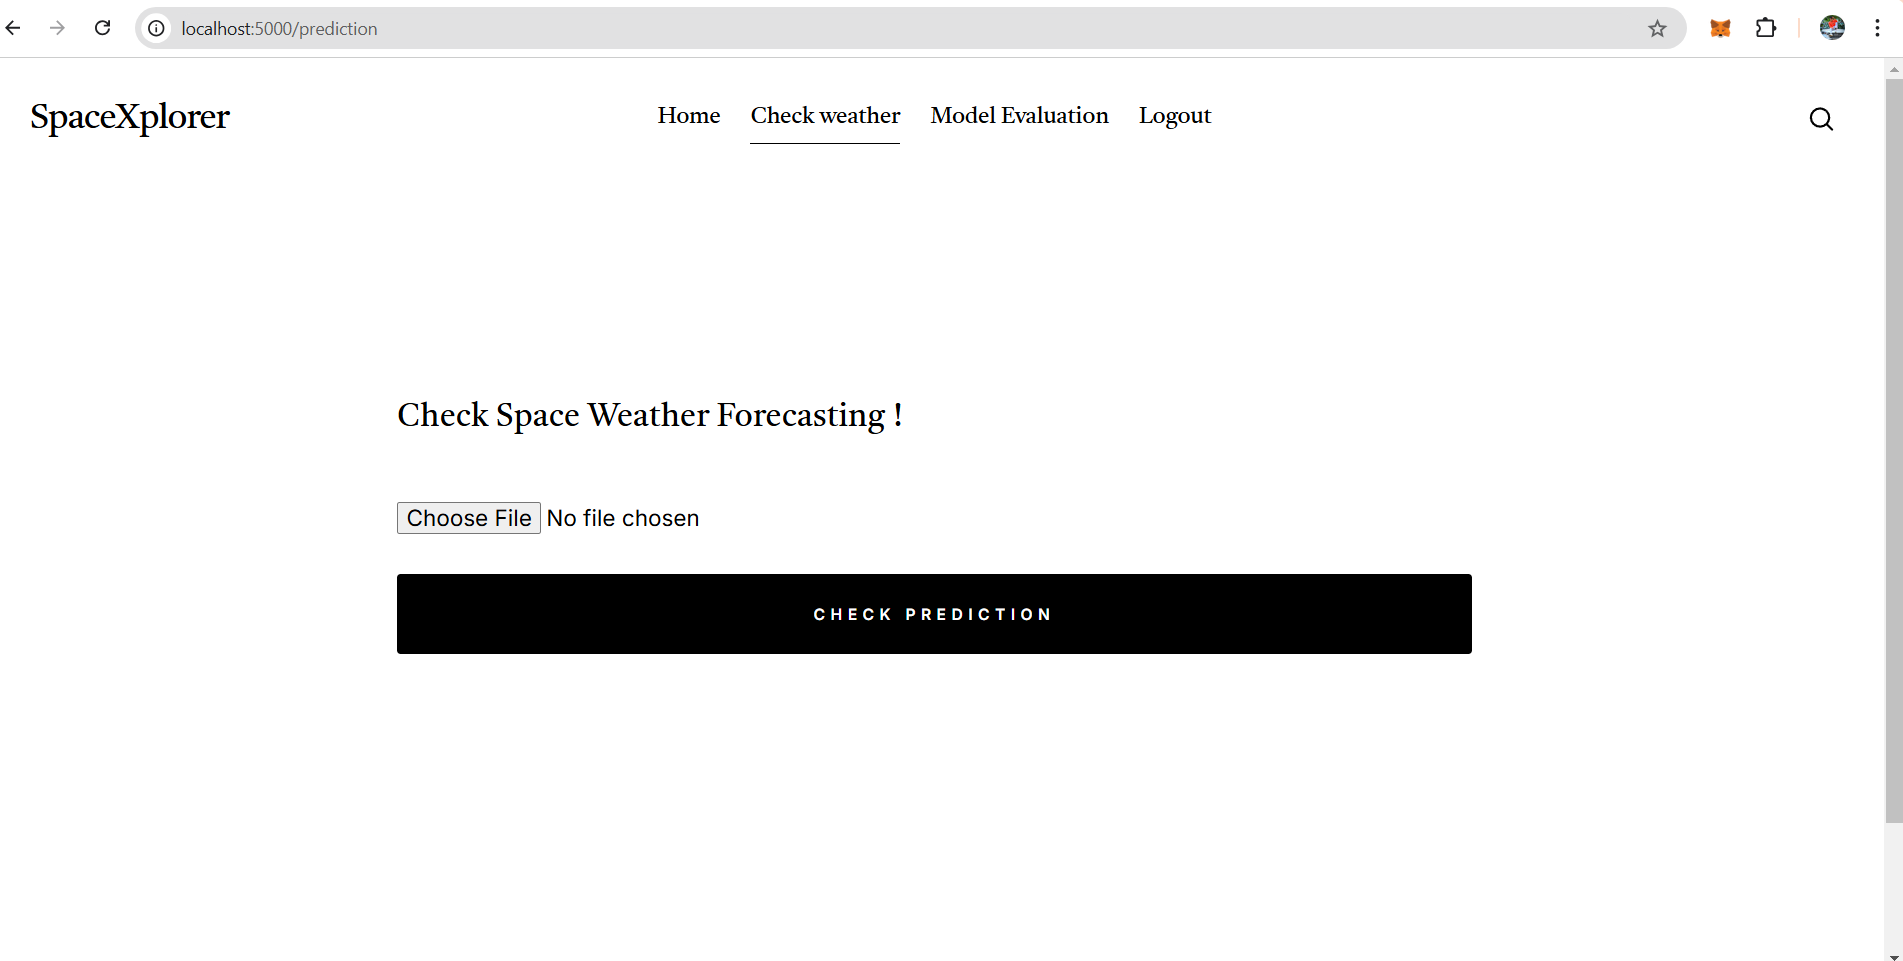 localhost:5000/prediction
SpaceXplorer Home Check weather Model Evaluation Logout
Check Space Weather Forecasting !
Choose File No file chosen
CHECK PREDICTION